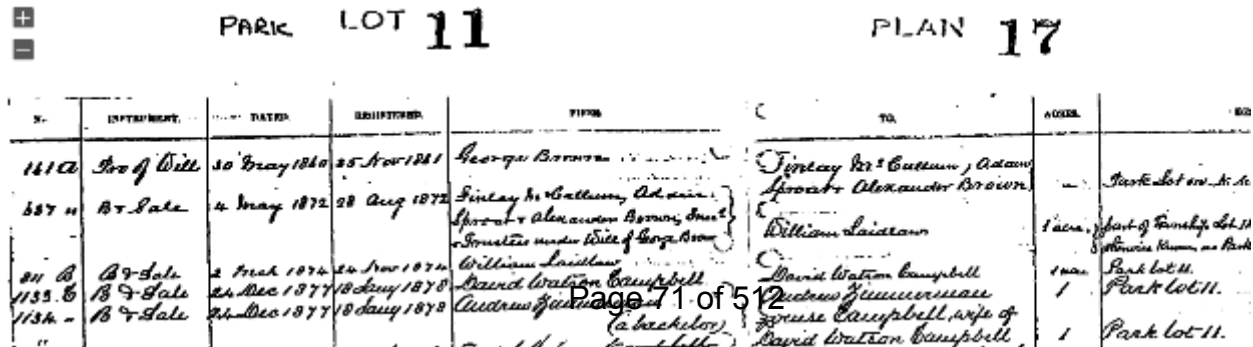 PARK LOT 11 PLAN 17
No. INSTRUMENT. DATED. REGISTERED. FROM. TO. ACRES.
141 A Pro of Will 30 May 1860 25 Nov 1861 George Brown Finlay McCallum, Adam
Sproat & Alexander Brown Park Lot
" B & Sale 4 May 1872 28 Aug 1872 Finlay McCallum, Adam
Sproat & Alexander Brown,
Trustees under Will of George Brown William Laidlaw 1 acre part of Township Lot
known as Park
811 B B & Sale 2 Mch 1874 24 Nov 1874 William Laidlaw David Watson Campbell 1 Park lot 11.
1133 B & Sale 24 Dec 1877 18 Jany 1878 David Watson Campbell Andrew Zimmerman 1 Park lot 11.
1134 " B & Sale 24 Dec 1877 18 Jany 1878 Andrew Zimmerman
(a bachelor) Louise Campbell, wife of
David Watson Campbell 1 Park lot 11.
Page 71 of 512